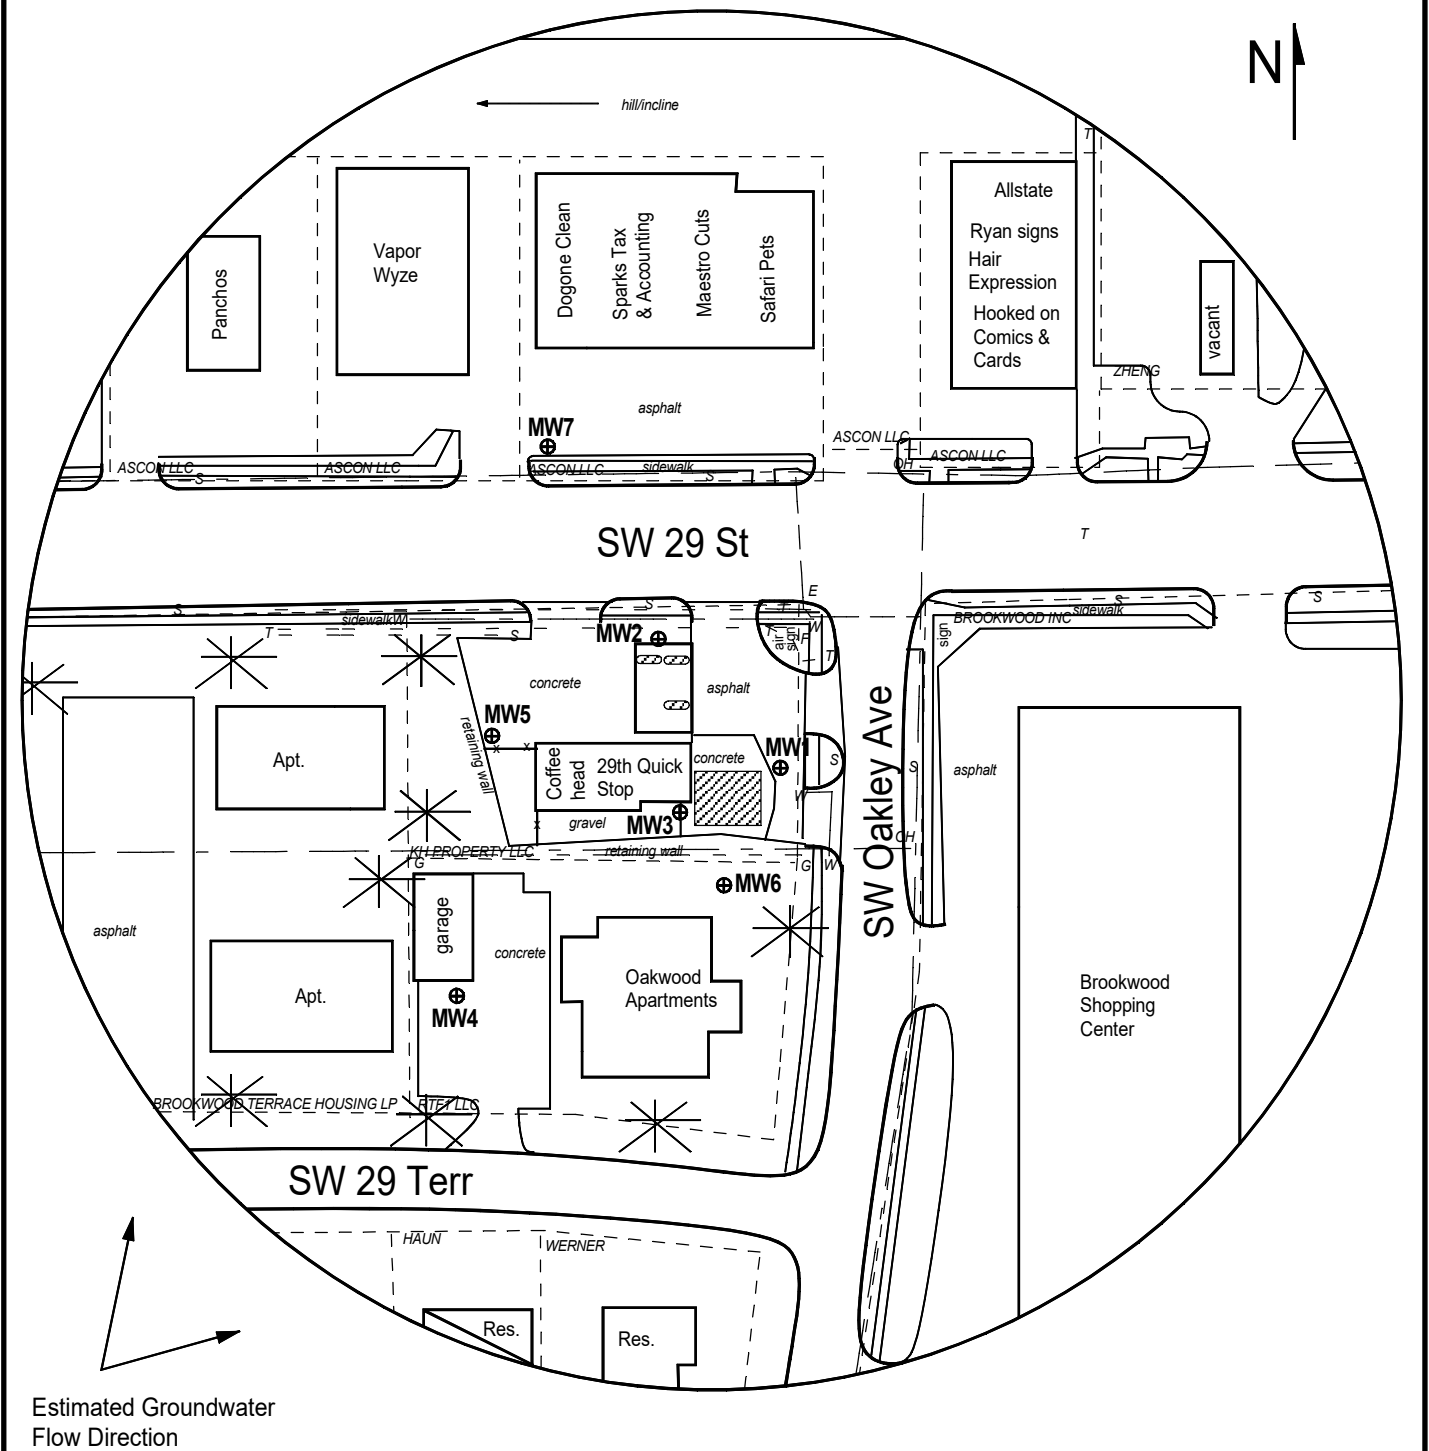 N
hill/incline
T
Allstate
Ryan signs
Hair
Expression
Hooked on
Comics &
Cards
Panchos
Vapor
Wyze
Dogone Clean
Sparks Tax
& Accounting
Maestro Cuts
Safari Pets
vacant
ZHENG
asphalt
MW7
ASCON LLC
ASCON LLC
ASCON LLC
sidewalk
ASCON LLC
ASCON LLC
OH
S
S
SW 29 St
T
E
S
sidewalk
W
T
S
S
MW2
T
air
sign
F
W
T
sign
BROOKWOOD INC
sidewalk
S
S
concrete
asphalt
MW5
retaining wall
x
x
Coffee
head
29th Quick
Stop
concrete
MW1
S
W
x
gravel
MW3
SW Oakley Ave
S
asphalt
OH
KH PROPERTY LLC
retaining wall
G
G
W
Apt.
MW6
garage
concrete
asphalt
Apt.
MW4
Oakwood
Apartments
Brookwood
Shopping
Center
BROOKWOOD TERRACE HOUSING LP
RTF1 LLC
SW 29 Terr
HAUN
WERNER
Res.
Res.
Estimated Groundwater
Flow Direction